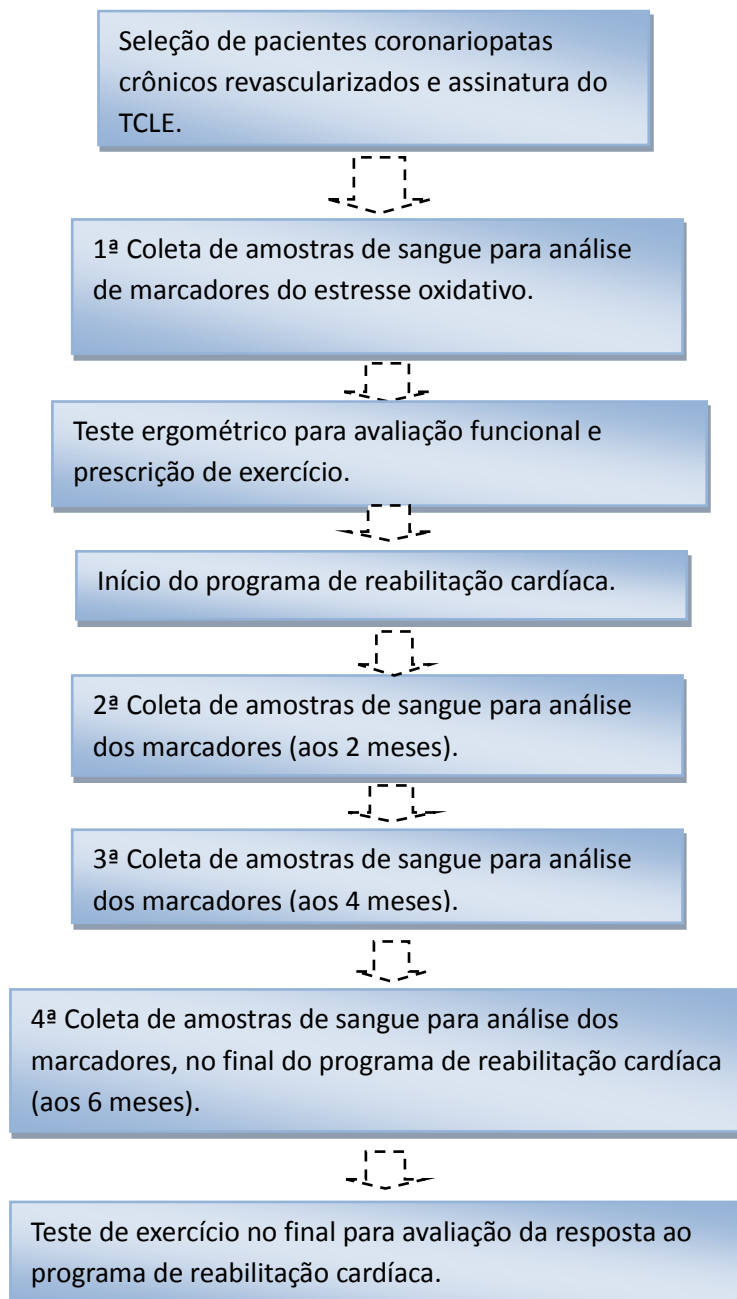 Seleção de pacientes coronariopatas
crônicos revascularizados e assinatura do
TCLE.
1ª Coleta de amostras de sangue para análise
de marcadores do estresse oxidativo.
Teste ergométrico para avaliação funcional e
prescrição de exercício.
Início do programa de reabilitação cardíaca.
2ª Coleta de amostras de sangue para análise
dos marcadores (aos 2 meses).
3ª Coleta de amostras de sangue para análise
dos marcadores (aos 4 meses).
4ª Coleta de amostras de sangue para análise dos
marcadores, no final do programa de reabilitação cardíaca
(aos 6 meses).
Teste de exercício no final para avaliação da resposta ao
programa de reabilitação cardíaca.